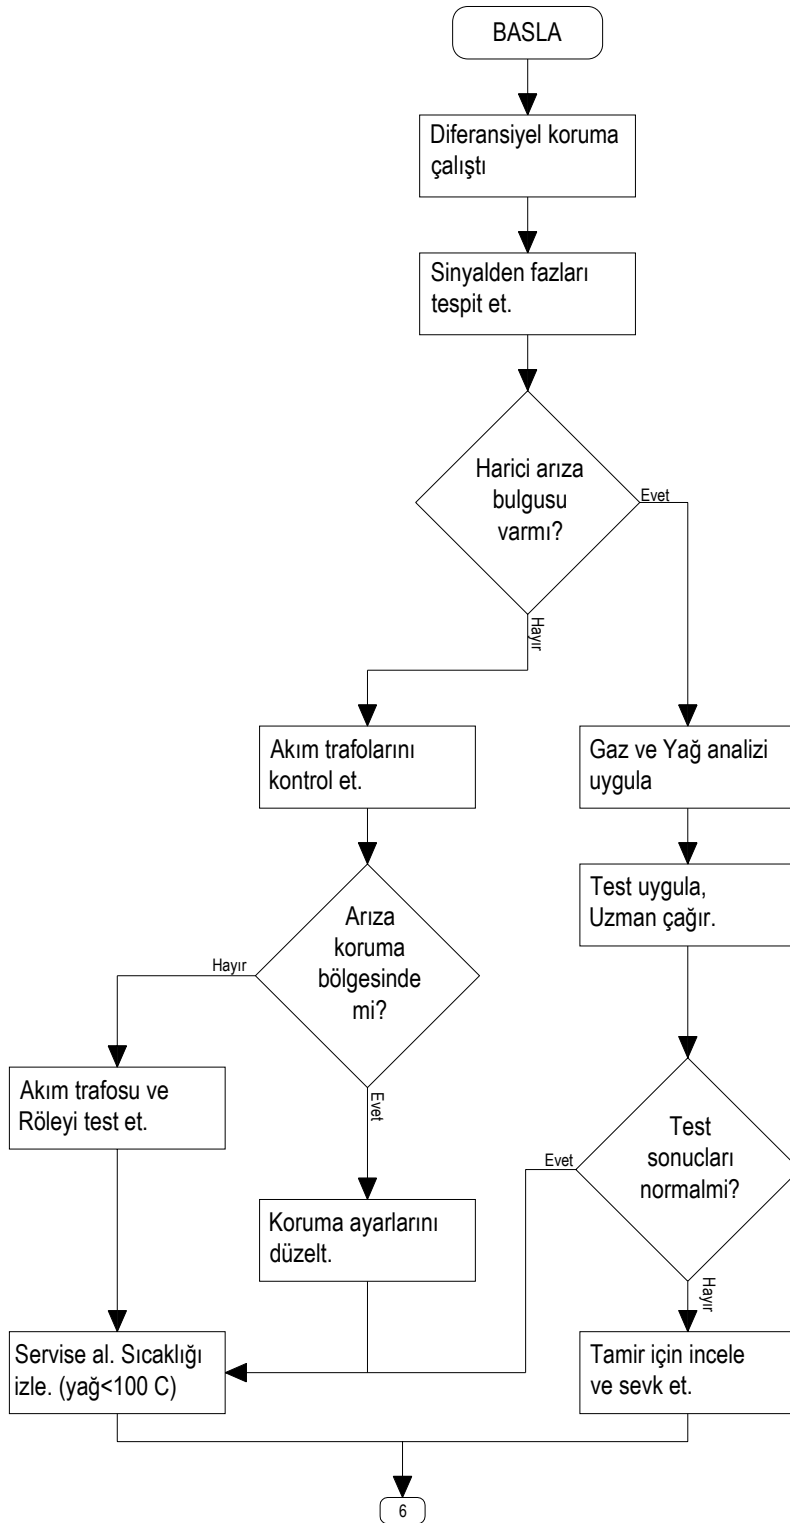 BASLA
Diferansiyel koruma
çalıştı
Sinyalden fazları
tespit et.
Harici arıza
bulgusu
varmı?
Evet
Hayır
Akım trafolarını
kontrol et.
Gaz ve Yağ analizi
uygula
Test uygula,
Uzman çağır.
Arıza
koruma
bölgesinde
mi?
Hayır
Evet
Akım trafosu ve
Röleyi test et.
Test
sonucları
normalmi?
Evet
Hayır
Koruma ayarlarını
düzelt.
Servise al. Sıcaklığı
izle. (yağ<100 C)
Tamir için incele
ve sevk et.
6